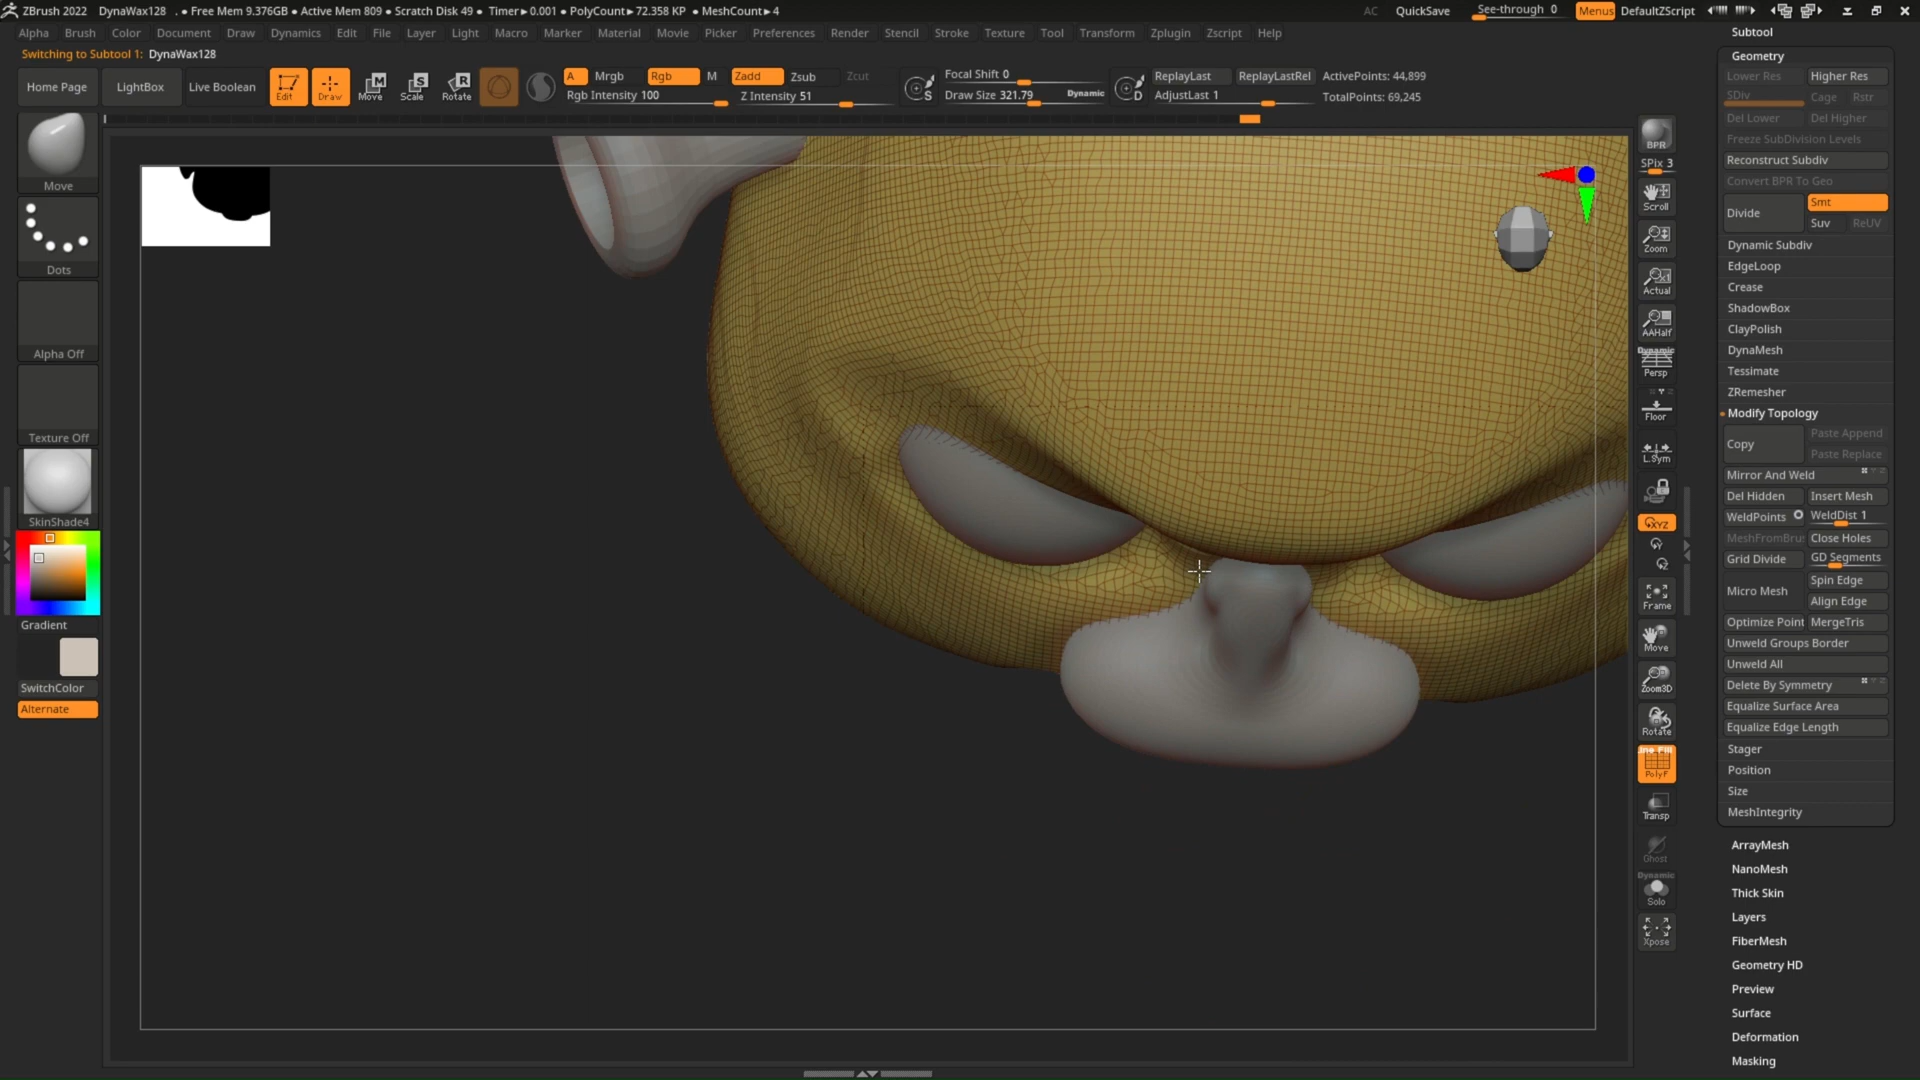 ZBrush 2022 DynaWax128 . ● Free Mem 9.376GB ● Active Mem 809 ● Scratch Disk 49 ● Timer▸0.001 ● PolyCount▸72.358 KP ● MeshCount▸4 AC QuickSave See-through 0 Menus DefaultZScript
Alpha Brush Color Document Draw Dynamics Edit File Layer Light Macro Marker Material Movie Picker Preferences Render Stencil Stroke Texture Tool Transform Zplugin Zscript Help
Switching to Subtool 1: DynaWax128
Home Page LightBox Live Boolean Edit Draw Move Scale Rotate
A Mrgb Rgb M Zadd Zsub Zcut
Rgb Intensity 100 Z Intensity 51
Focal Shift 0
Draw Size 321.79 Dynamic
ReplayLast ReplayLastRel ActivePoints: 44,899
AdjustLast 1 TotalPoints: 69,245
Move
Dots
Alpha Off
Texture Off
SkinShade4
Gradient
SwitchColor
Alternate
BPR
SPix 3
Scroll
Zoom
Actual
AAHalf
Dynamic
Persp
Floor
L.Sym
XYZ
Frame
Move
Zoom3D
Rotate
Line Fill
PolyF
Transp
Ghost
Dynamic
Solo
Xpose
Subtool
Geometry
Lower Res Higher Res
SDiv Cage Rstr
Del Lower Del Higher
Freeze SubDivision Levels
Reconstruct Subdiv
Convert BPR To Geo
Divide Smt
Suv ReUV
Dynamic Subdiv
EdgeLoop
Crease
ShadowBox
ClayPolish
DynaMesh
Tessimate
ZRemesher
Modify Topology
Copy Paste Append
Paste Replace
Mirror And Weld
Del Hidden Insert Mesh
WeldPoints WeldDist 1
MeshFromBrus Close Holes
Grid Divide GD Segments
Micro Mesh Spin Edge
Align Edge
Optimize Point MergeTris
Unweld Groups Border
Unweld All
Delete By Symmetry
Equalize Surface Area
Equalize Edge Length
Stager
Position
Size
MeshIntegrity
ArrayMesh
NanoMesh
Thick Skin
Layers
FiberMesh
Geometry HD
Preview
Surface
Deformation
Masking